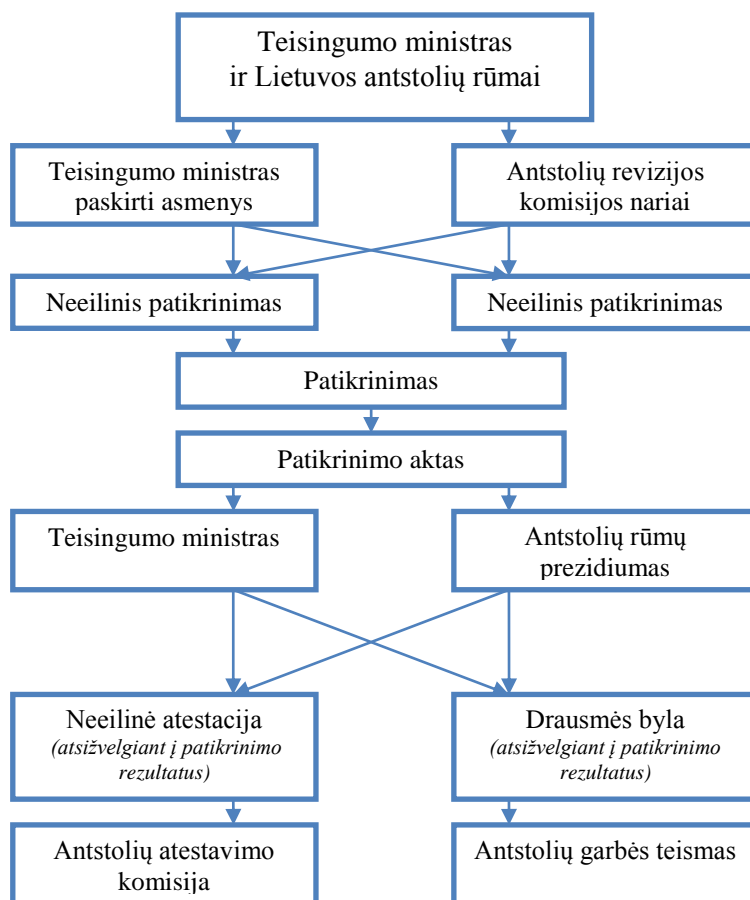 Teisingumo ministras
ir Lietuvos antstolių rūmai
Teisingumo ministras
paskirti asmenys
Antstolių revizijos
komisijos nariai
Neeilinis patikrinimas
Neeilinis patikrinimas
Patikrinimas
Patikrinimo aktas
Teisingumo ministras
Antstolių rūmų
prezidiumas
Neeilinė atestacija
(atsižvelgiant į patikrinimo
rezultatus)
Drausmės byla
(atsižvelgiant į patikrinimo
rezultatus)
Antstolių atestavimo
komisija
Antstolių garbės teismas